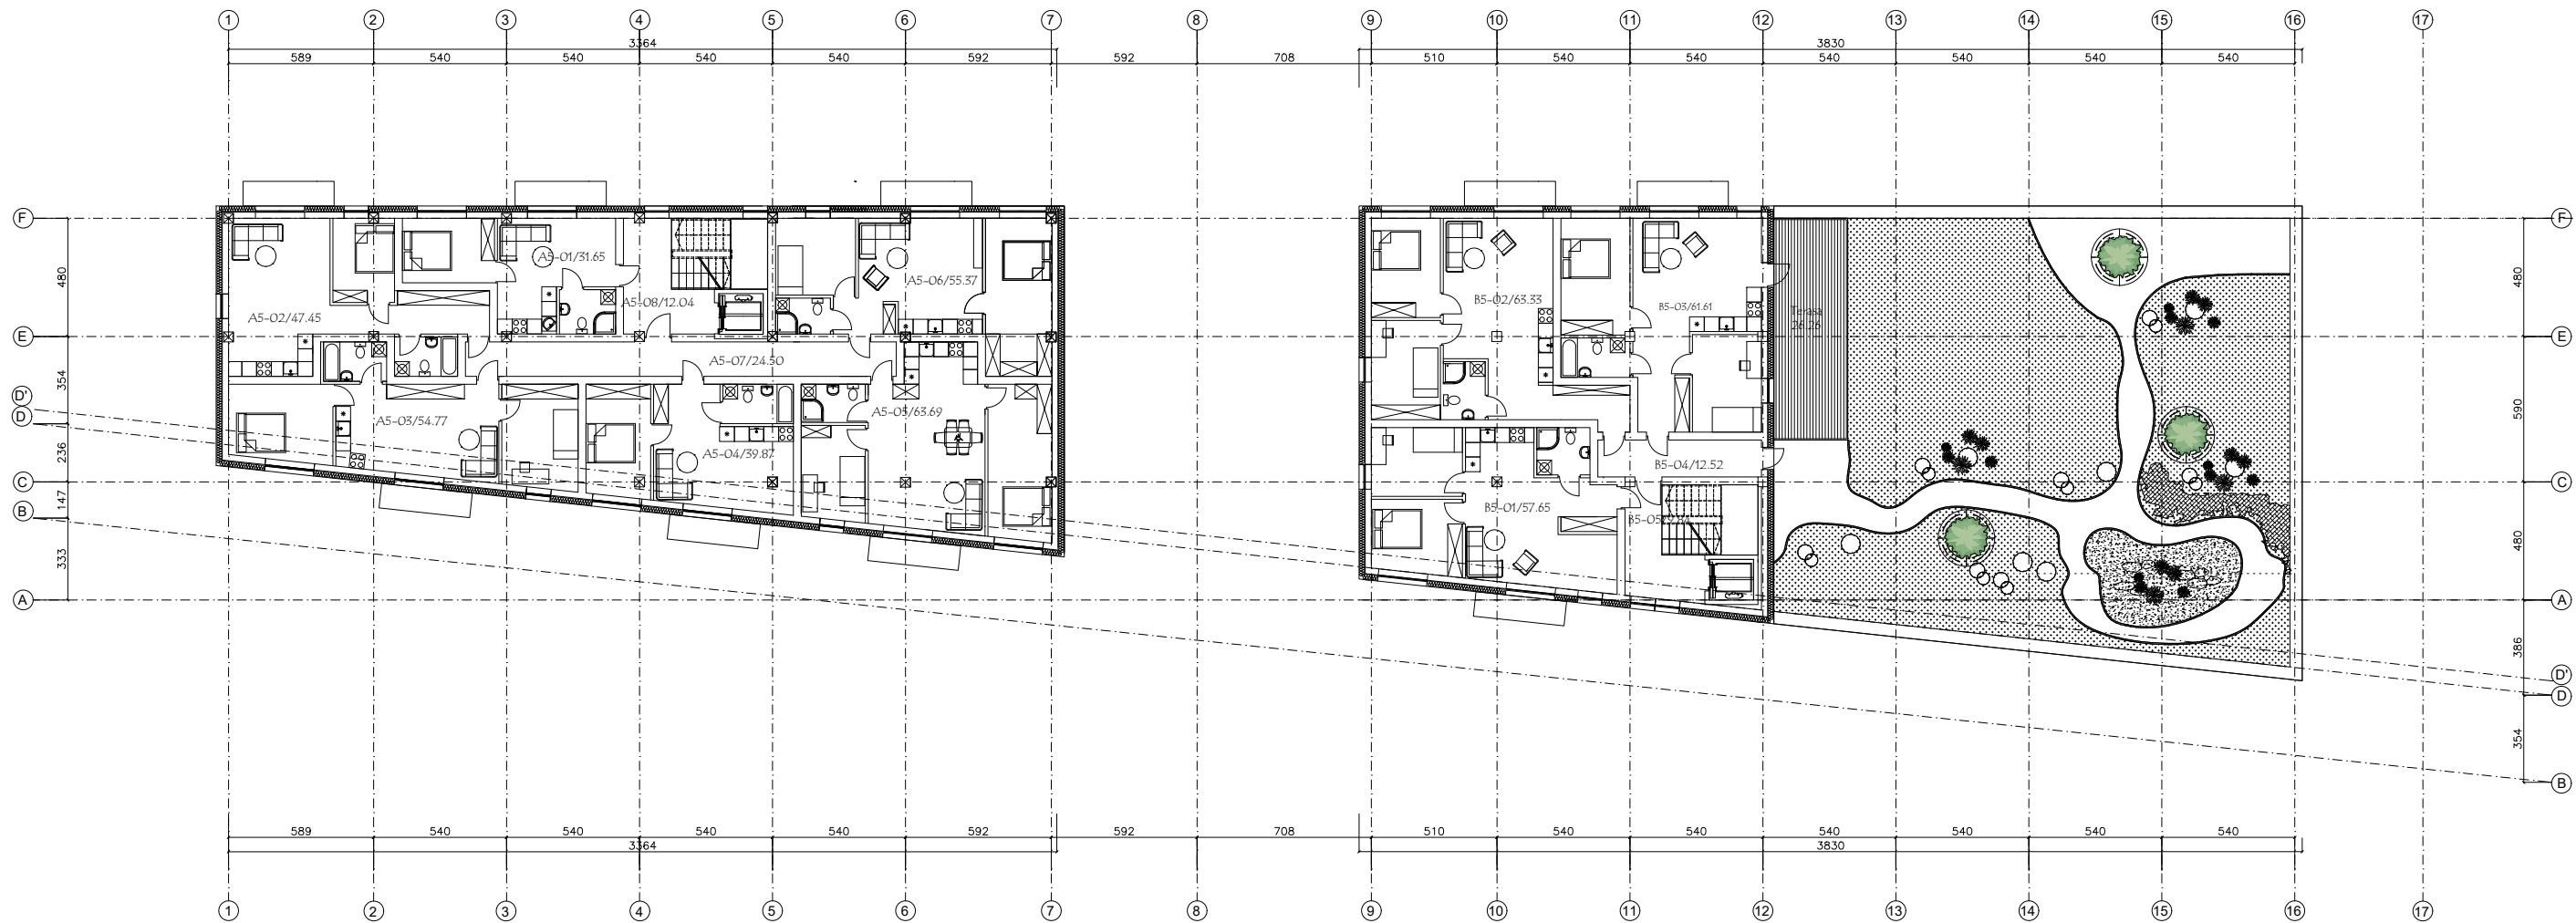 1 2 3 4 5 6 7 8 9 10 11 12 13 14 15 16 17
3364 3830
589 540 540 540 540 592 592 708 510 540 540 540 540 540 540
F F
A5-01/31.65
A5-06/55.37
480 480
A5-08/12.04
B5-02/63.33
B5-03/61.61
Terasa
26.26
A5-02/47.45
E E
A5-07/24.50
354
D'
D
A5-03/54.77
A5-05/63.69
590
236
A5-04/39.87
B5-04/12.52
C C
147
B5-01/57.65
B
333 480
A A
386
D'
D
354
B
589 540 540 540 540 592 592 708 510 540 540 540 540 540 540
3364 3830
1 2 3 4 5 6 7 8 9 10 11 12 13 14 15 16 17